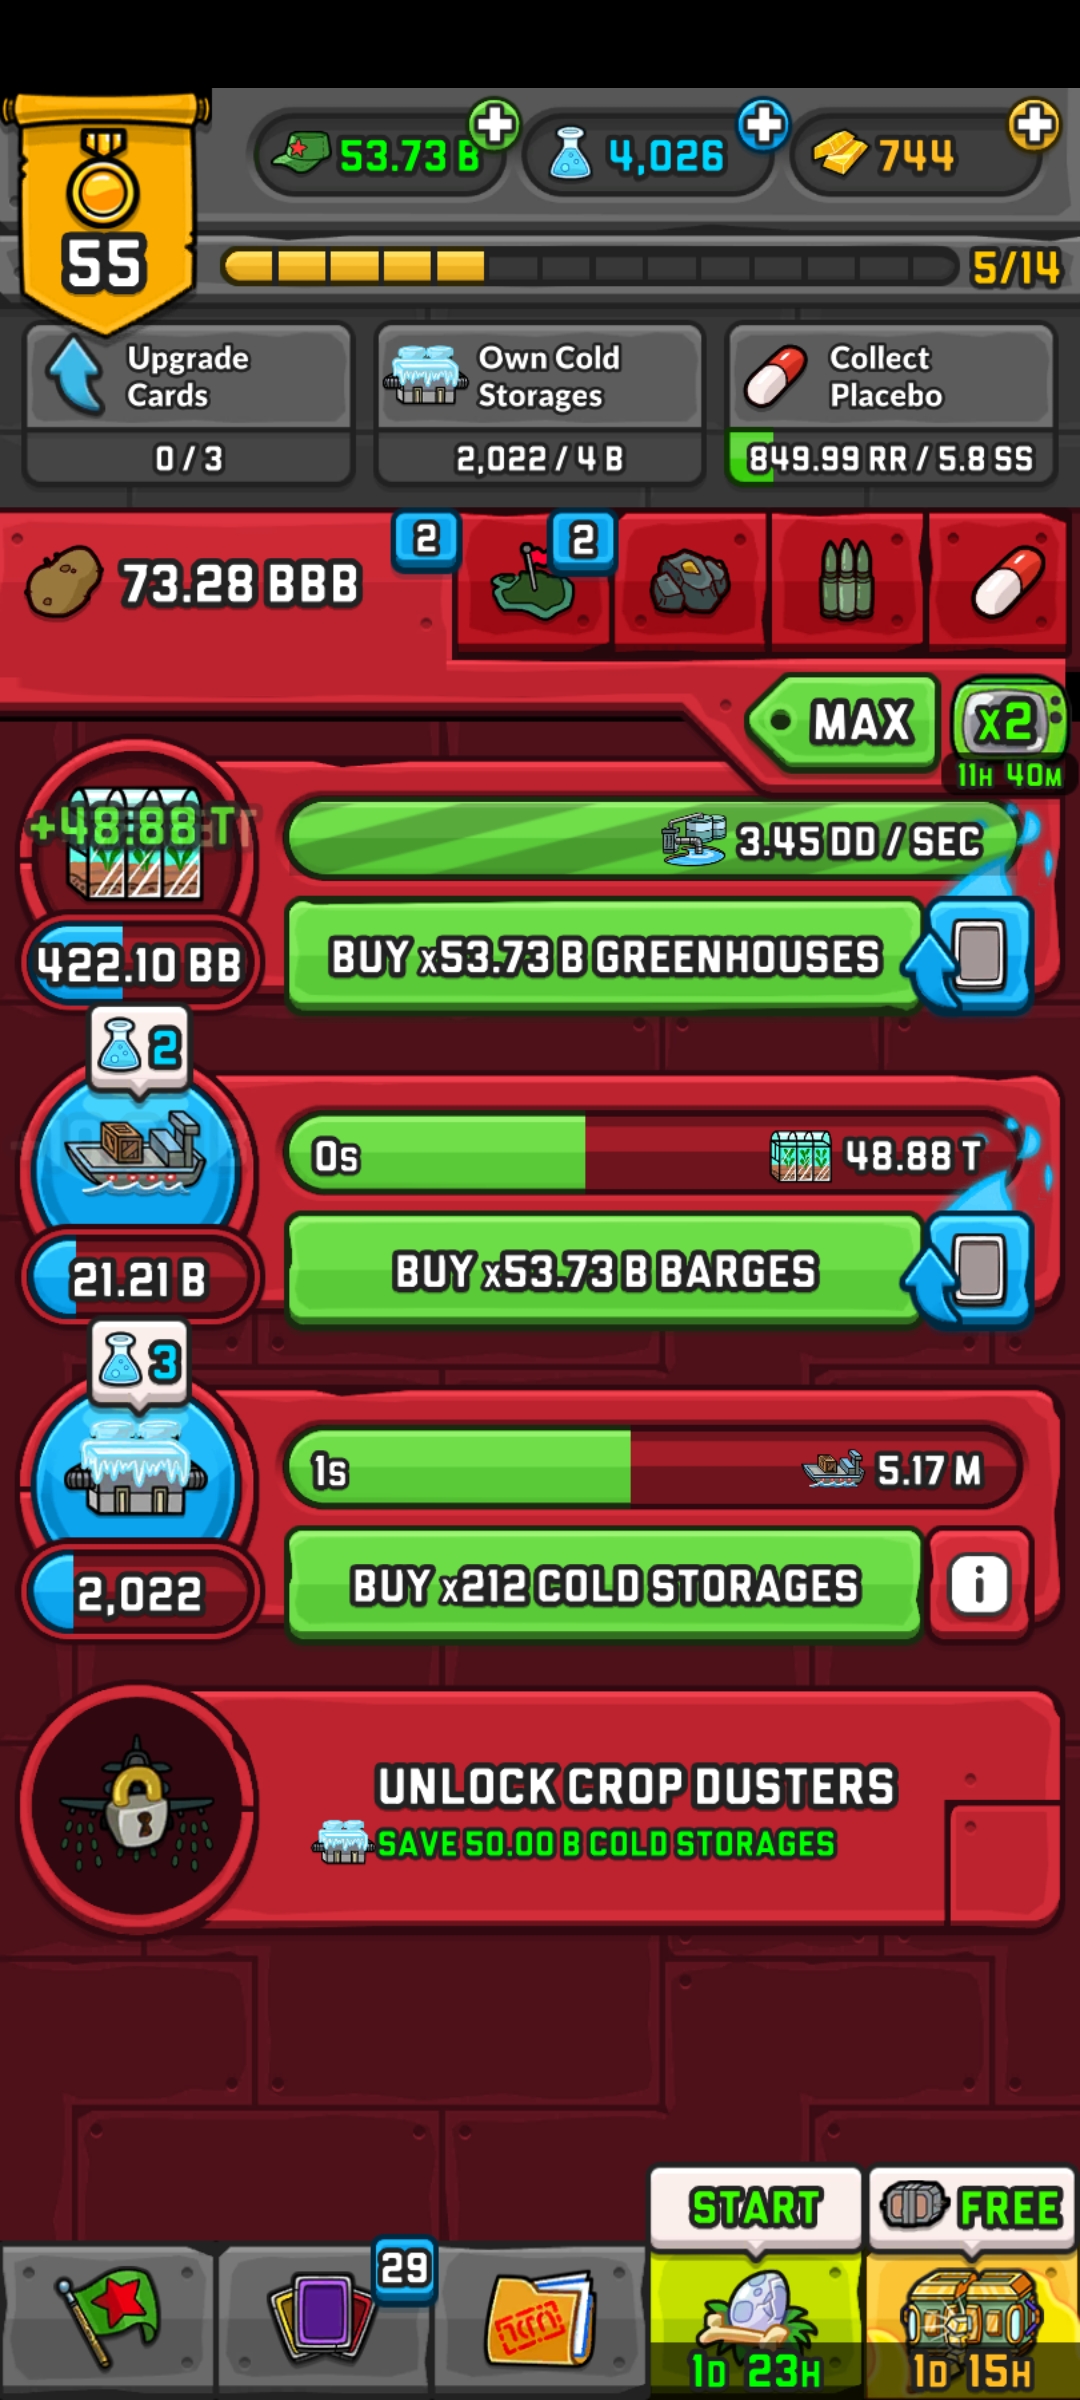 53.73 B
4,026
744
55
5/14
Upgrade Cards
0 / 3
Own Cold Storages
2,022 / 4 B
Collect Placebo
849.99 RR / 5.8 SS
73.28 BBB
2
2
MAX
x2
11H 40M
+48.88 T
3.45 DD / SEC
422.10 BB
BUY x53.73 B GREENHOUSES
2
0s
48.88 T
21.21 B
BUY x53.73 B BARGES
3
1s
5.17 M
2,022
BUY x212 COLD STORAGES
i
UNLOCK CROP DUSTERS
SAVE 50.00 B COLD STORAGES
START
FREE
29
1D 23H
1D 15H